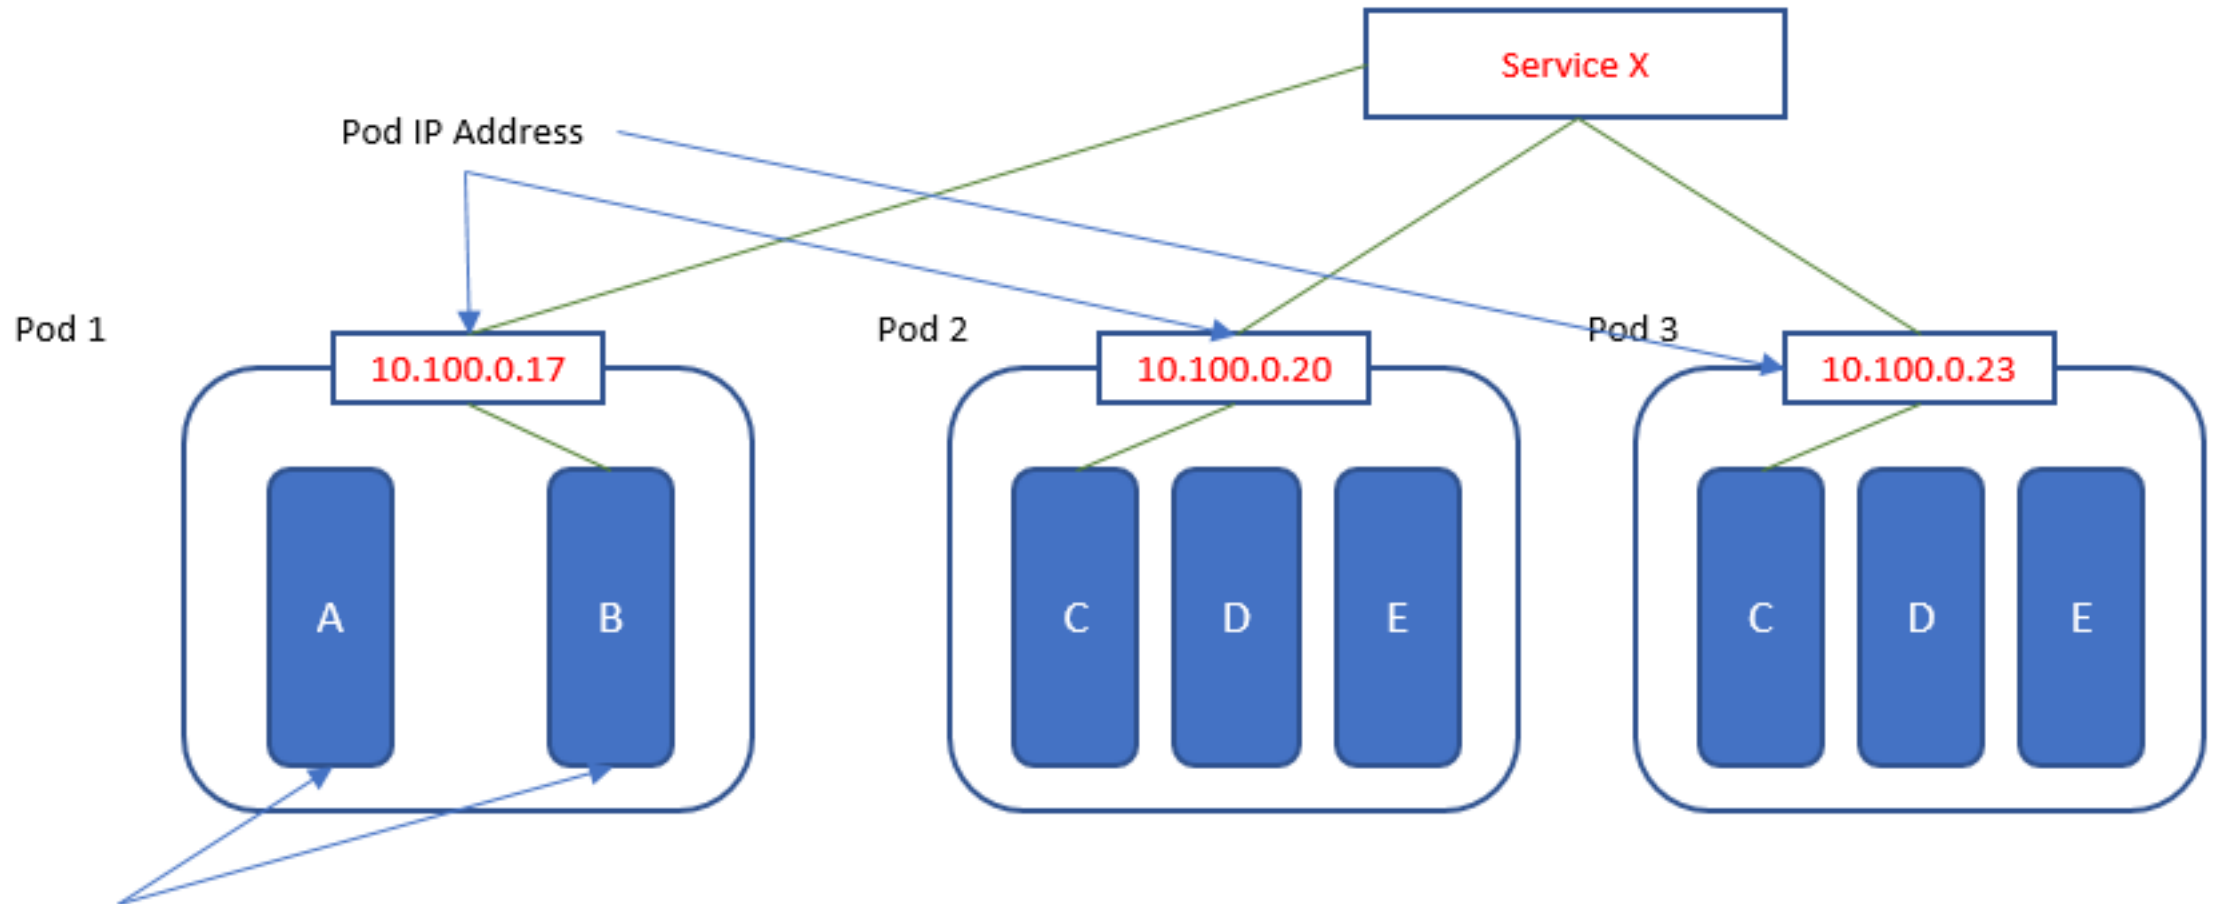 Service X
Pod IP Address
Pod 1
Pod 2
Pod 3
10.100.0.17
10.100.0.20
10.100.0.23
A
B
C
D
E
C
D
E